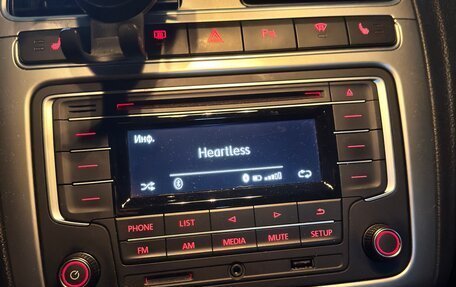 Инф.
Heartless
PHONE LIST
FM AM MEDIA MUTE SETUP